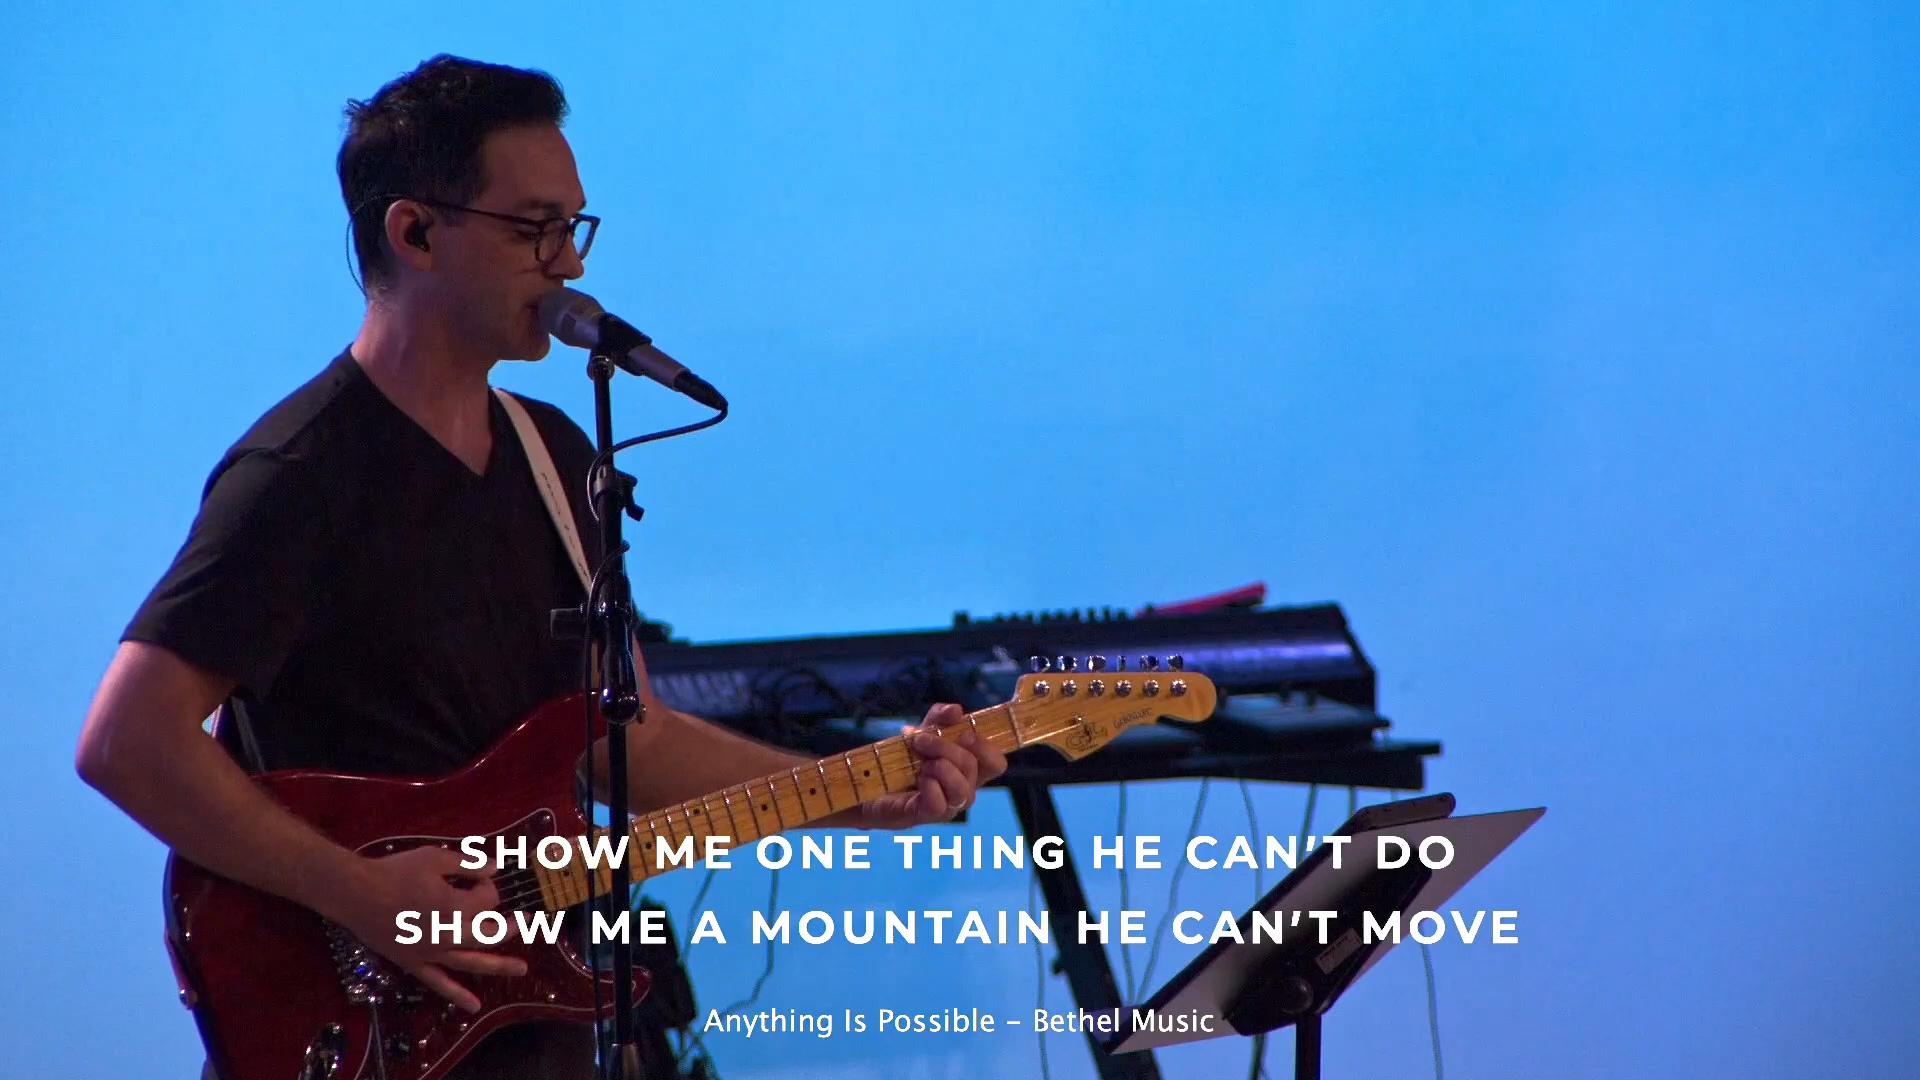 SHOW ME ONE THING HE CAN'T DO
SHOW ME A MOUNTAIN HE CAN'T MOVE
Anything Is Possible – Bethel Music